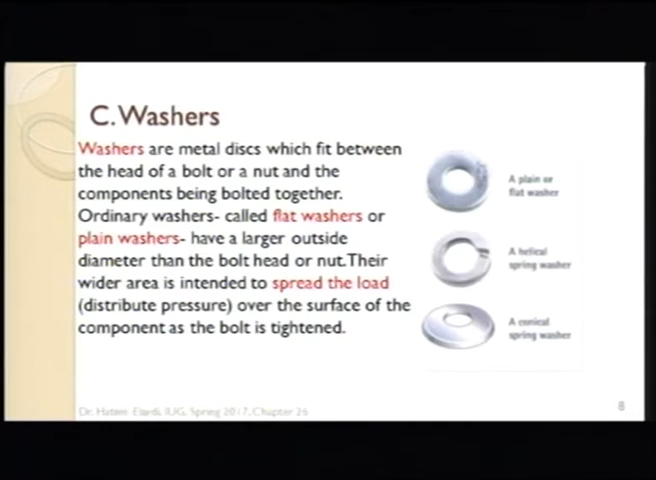 C. Washers
Washers are metal discs which fit between
the head of a bolt or a nut and the
components being bolted together.
Ordinary washers- called flat washers or
plain washers- have a larger outside
diameter than the bolt head or nut. Their
wider area is intended to spread the load
(distribute pressure) over the surface of the
component as the bolt is tightened.
A plain or
flat washer
A helical
spring washer
A conical
spring washer
Dr. Hatem Elaydi, IUG, Spring 2017, Chapter 26
8